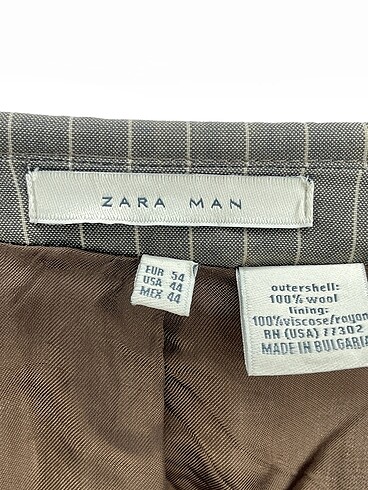 ZARA MAN
EUR 54
USA 44
MEX 44
outershell:
100% wool
lining:
100%viscose/rayon
RN (USA) 77302
MADE IN BULGARIA